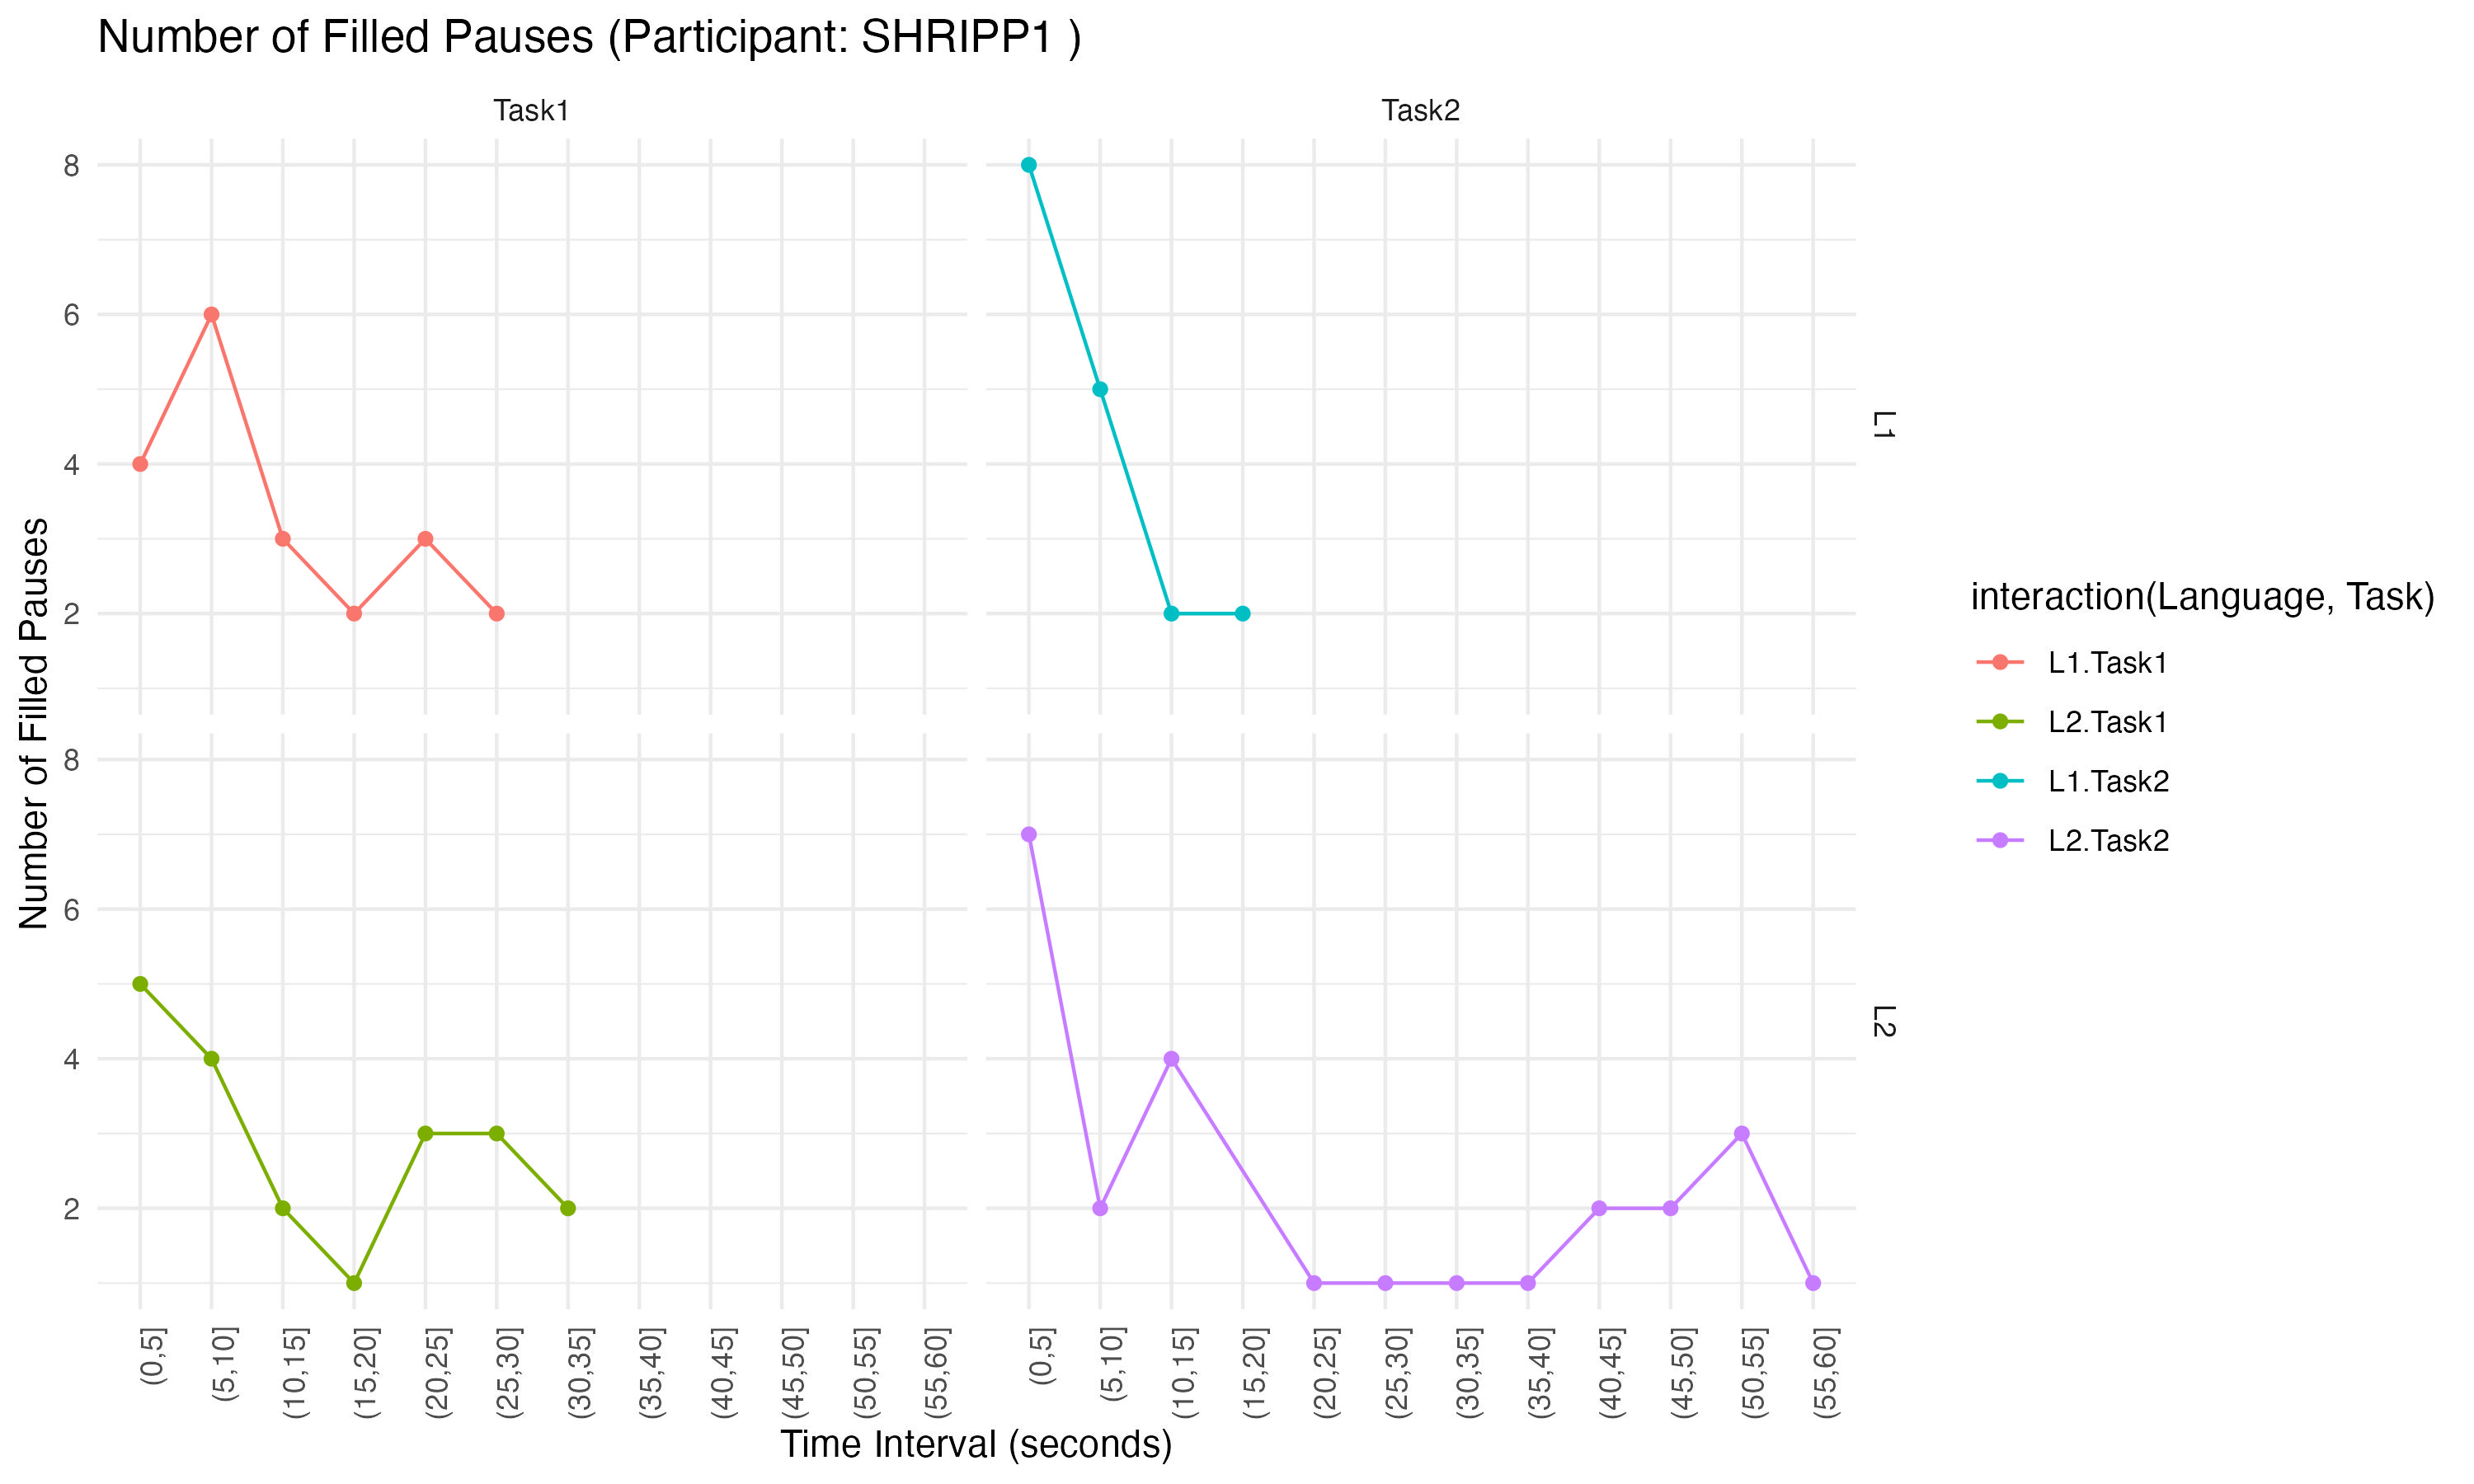 Number of Filled Pauses (Participant: SHRIPP1 )
Task1
Task2
8
6
4
2
L1
Number of Filled Pauses
8
6
4
2
L2
(0,5]
(5,10]
(10,15]
(15,20]
(20,25]
(25,30]
(30,35]
(35,40]
(40,45]
(45,50]
(50,55]
(55,60]
(0,5]
(5,10]
(10,15]
(15,20]
(20,25]
(25,30]
(30,35]
(35,40]
(40,45]
(45,50]
(50,55]
(55,60]
Time Interval (seconds)
interaction(Language, Task)
L1.Task1
L2.Task1
L1.Task2
L2.Task2